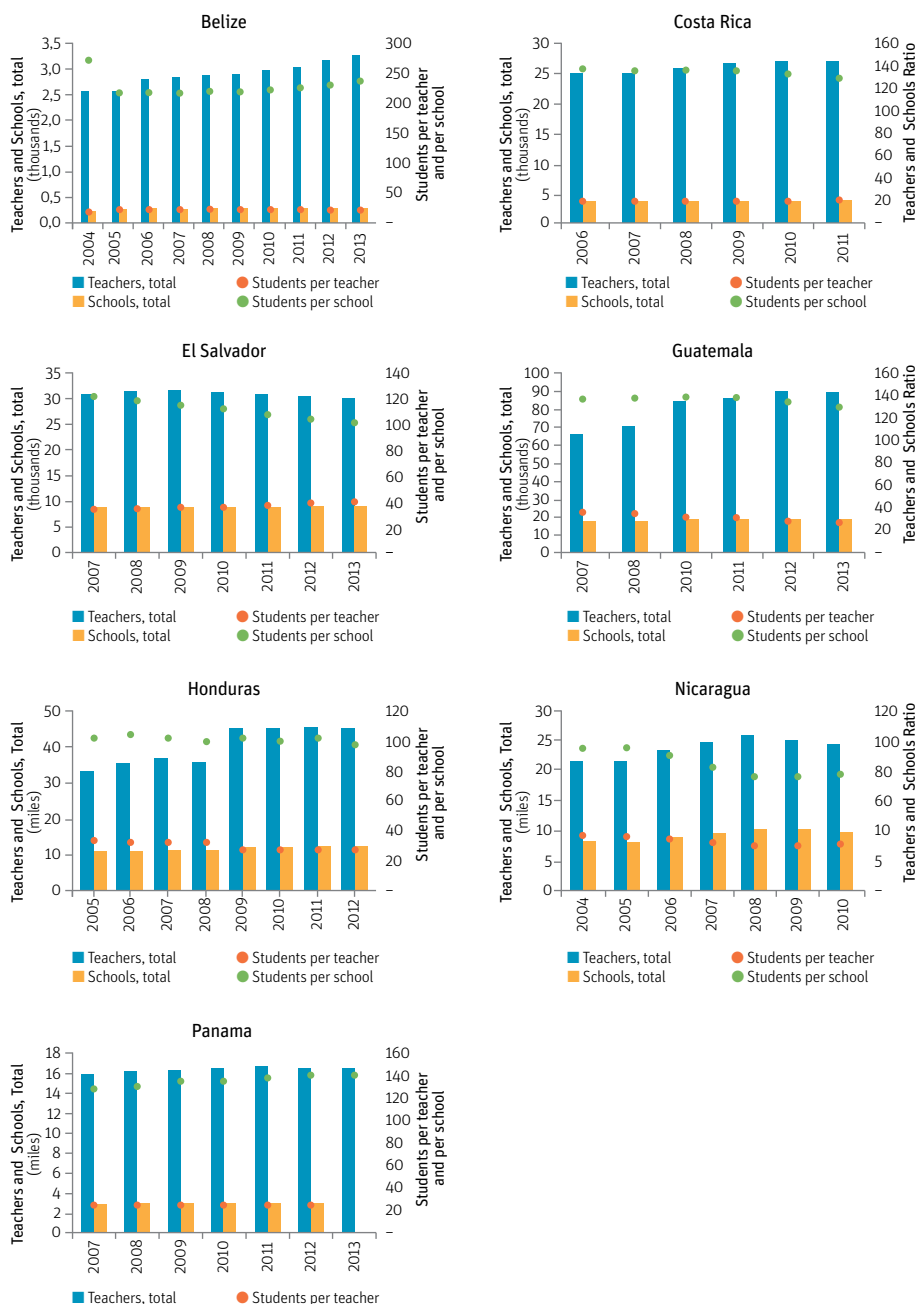 Belize
Teachers and Schools, total
(thousands)
3,5
3,0
2,5
2,0
1,5
1,0
0,5
0,0
300
250
200
250
100
150
50
–
Students per teacher
and per school
2004
2005
2006
2007
2008
2009
2010
2011
2012
2013
Teachers, total
Students per teacher
Schools, total
Students per school
Costa Rica
Teachers and Schools, total
(thousands)
30
25
20
15
10
5
0
160
140
120
100
80
60
40
20
–
Teachers and Schools Ratio
2006
2007
2008
2009
2010
2011
Teachers, total
Students per teacher
Schools, total
Students per school
El Salvador
Teachers and Schools, total
(thousands)
35
30
25
20
15
10
5
0
140
120
100
80
60
40
20
–
Students per teacher
and per school
2007
2008
2009
2010
2011
2012
2013
Teachers, total
Students per teacher
Schools, total
Students per school
Guatemala
Teachers and Schools, total
(thousands)
100
90
80
70
60
50
40
30
20
10
0
160
140
120
100
80
60
40
20
–
Teachers and Schools Ratio
2007
2008
2010
2011
2012
2013
Teachers, total
Students per teacher
Schools, total
Students per school
Honduras
Teachers and Schools, Total
(miles)
50
40
30
20
10
0
120
100
80
60
40
20
–
Students per teacher
and per school
2005
2006
2007
2008
2009
2010
2011
2012
Teachers, total
Students per teacher
Schools, total
Students per school
Nicaragua
Teachers and Schools, Total
(miles)
30
25
20
15
10
5
0
120
100
80
60
10
5
–
Teachers and Schools Ratio
2004
2005
2006
2007
2008
2009
2010
Teachers, total
Students per teacher
Schools, total
Students per school
Panama
Teachers and Schools, Total
(miles)
18
16
14
12
10
8
6
4
2
0
160
140
120
100
80
60
40
20
–
Students per teacher
and per school
2007
2008
2009
2010
2011
2012
2013
Teachers, total
Students per teacher